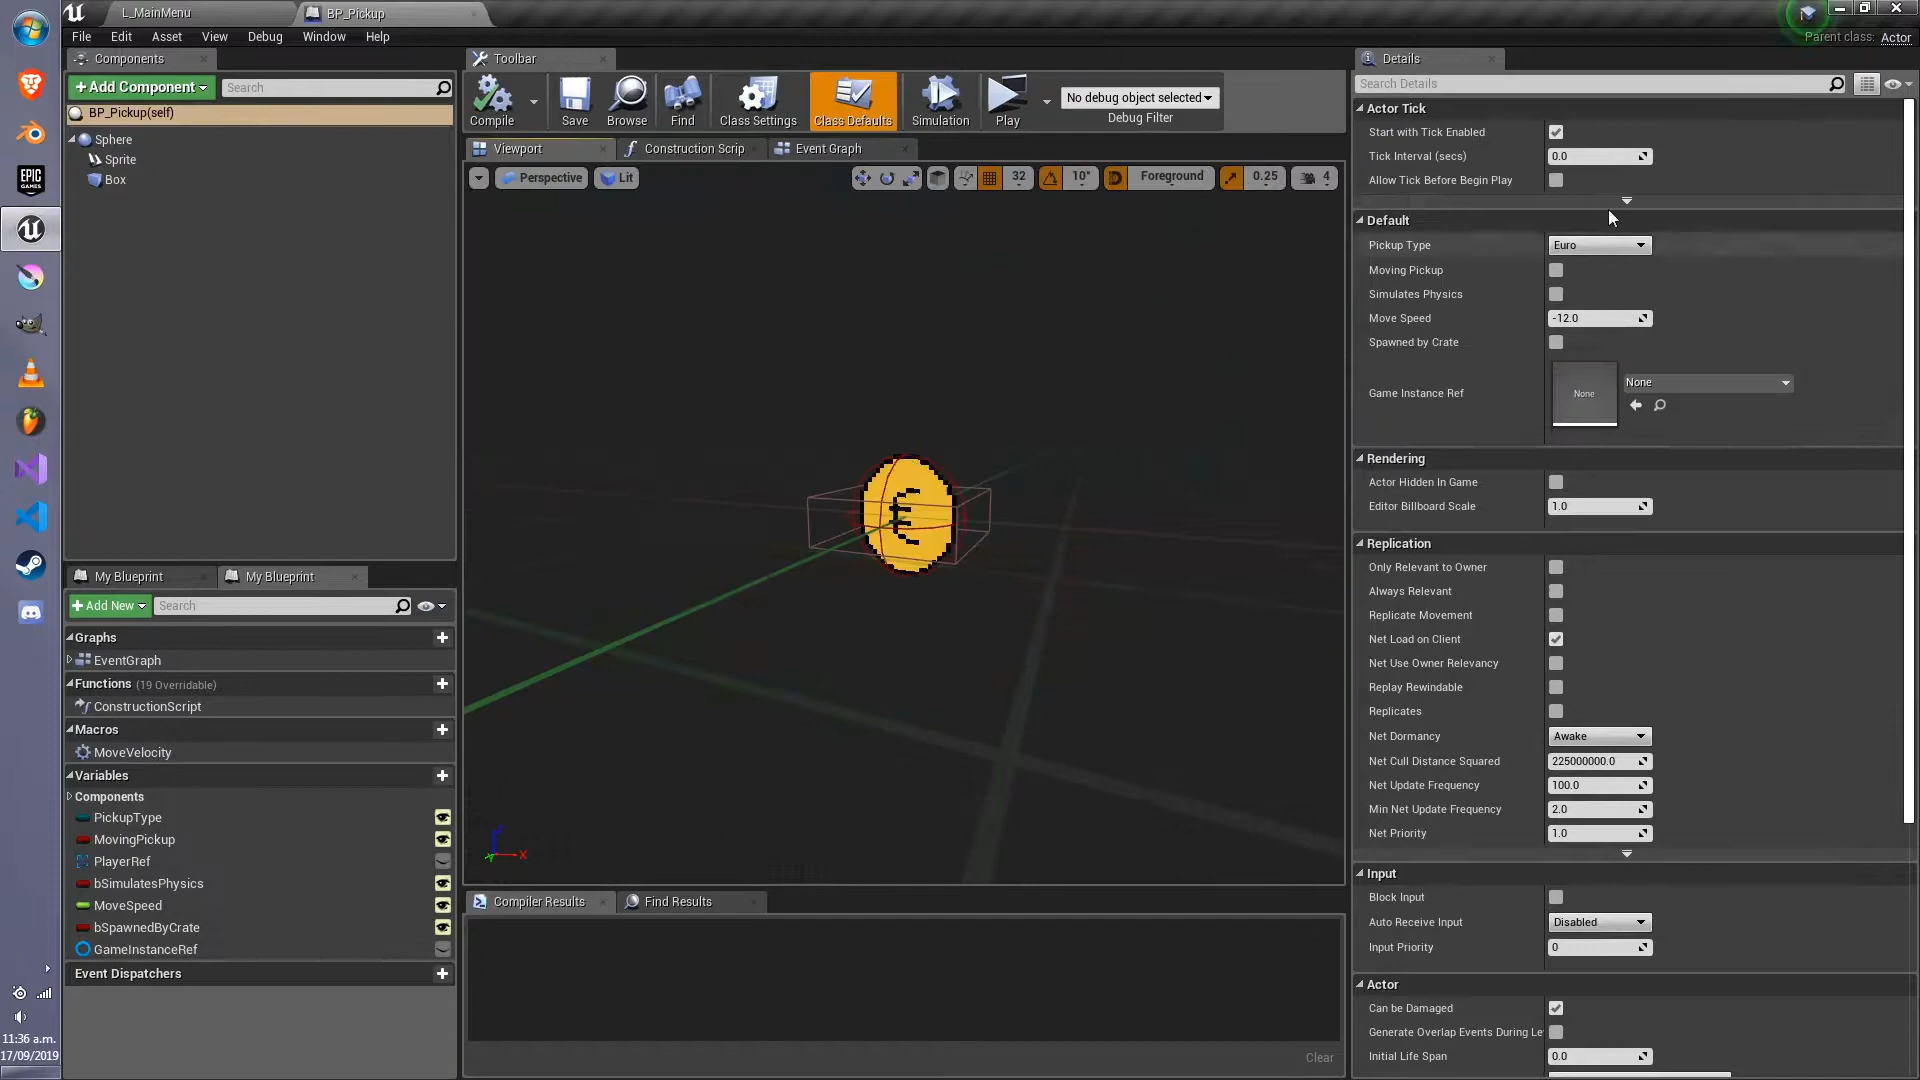 L_MainMenu
BP_Pickup
Parent class: Actor
File Edit Asset View Debug Window Help
Components
+Add Component
Search
BP_Pickup(self)
Sphere
Sprite
Box
Toolbar
Compile
Save
Browse
Find
Class Settings
Class Defaults
Simulation
Play
No debug object selected
Debug Filter
Viewport
Construction Scrip
Event Graph
Perspective
Lit
32
10°
Foreground
0.25
4
€
Z
X
Y
My Blueprint
My Blueprint
+Add New
Search
Graphs
EventGraph
Functions (19 Overridable)
ConstructionScript
Macros
MoveVelocity
Variables
Components
PickupType
MovingPickup
PlayerRef
bSimulatesPhysics
MoveSpeed
bSpawnedByCrate
GameInstanceRef
Event Dispatchers
Compiler Results
Find Results
Clear
Details
Search Details
Actor Tick
Start with Tick Enabled
Tick Interval (secs) 0.0
Allow Tick Before Begin Play
Default
Pickup Type Euro
Moving Pickup
Simulates Physics
Move Speed -12.0
Spawned by Crate
Game Instance Ref None None
Rendering
Actor Hidden In Game
Editor Billboard Scale 1.0
Replication
Only Relevant to Owner
Always Relevant
Replicate Movement
Net Load on Client
Net Use Owner Relevancy
Replay Rewindable
Replicates
Net Dormancy Awake
Net Cull Distance Squared 225000000.0
Net Update Frequency 100.0
Min Net Update Frequency 2.0
Net Priority 1.0
Input
Block Input
Auto Receive Input Disabled
Input Priority 0
Actor
Can be Damaged
Generate Overlap Events During Le
Initial Life Span 0.0
EPIC
GAMES
11:36 a.m.
17/09/2019